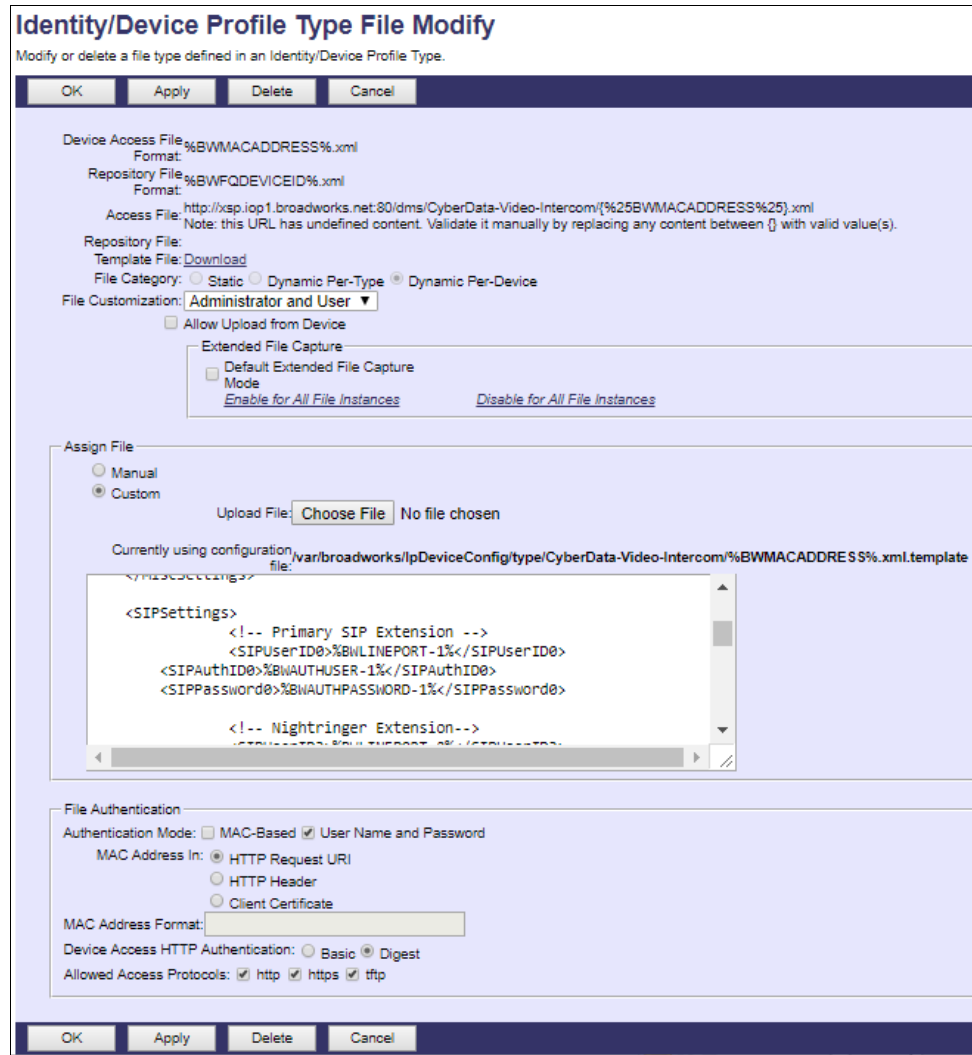 Identity/Device Profile Type File Modify
Modify or delete a file type defined in an Identity/Device Profile Type.
OK Apply Delete Cancel
Device Access File Format: %BWMACADDRESS%.xml
Repository File Format: %BWFQDEVICEID%.xml
Access File: http://xsp.iop1.broadworks.net:80/dms/CyberData-Video-Intercom/{%25BWMACADDRESS%25}.xml
Note: this URL has undefined content. Validate it manually by replacing any content between {} with valid value(s).
Repository File:
Template File: Download
File Category: Static Dynamic Per-Type Dynamic Per-Device
File Customization: Administrator and User ▼
Allow Upload from Device
Extended File Capture
Default Extended File Capture
Mode
Enable for All File Instances Disable for All File Instances
Assign File
Manual
Custom
Upload File: Choose File No file chosen
Currently using configuration file: /var/broadworks/IpDeviceConfig/type/CyberData-Video-Intercom/%BWMACADDRESS%.xml.template
</MiscSettings>
<SIPSettings>
<!-- Primary SIP Extension -->
<SIPUserID0>%BWLINEPORT-1%</SIPUserID0>
<SIPAuthID0>%BWAUTHUSER-1%</SIPAuthID0>
<SIPPassword0>%BWAUTHPASSWORD-1%</SIPPassword0>
<!-- Nightringer Extension-->
File Authentication
Authentication Mode: MAC-Based User Name and Password
MAC Address In: HTTP Request URI
HTTP Header
Client Certificate
MAC Address Format:
Device Access HTTP Authentication: Basic Digest
Allowed Access Protocols: http https tftp
OK Apply Delete Cancel